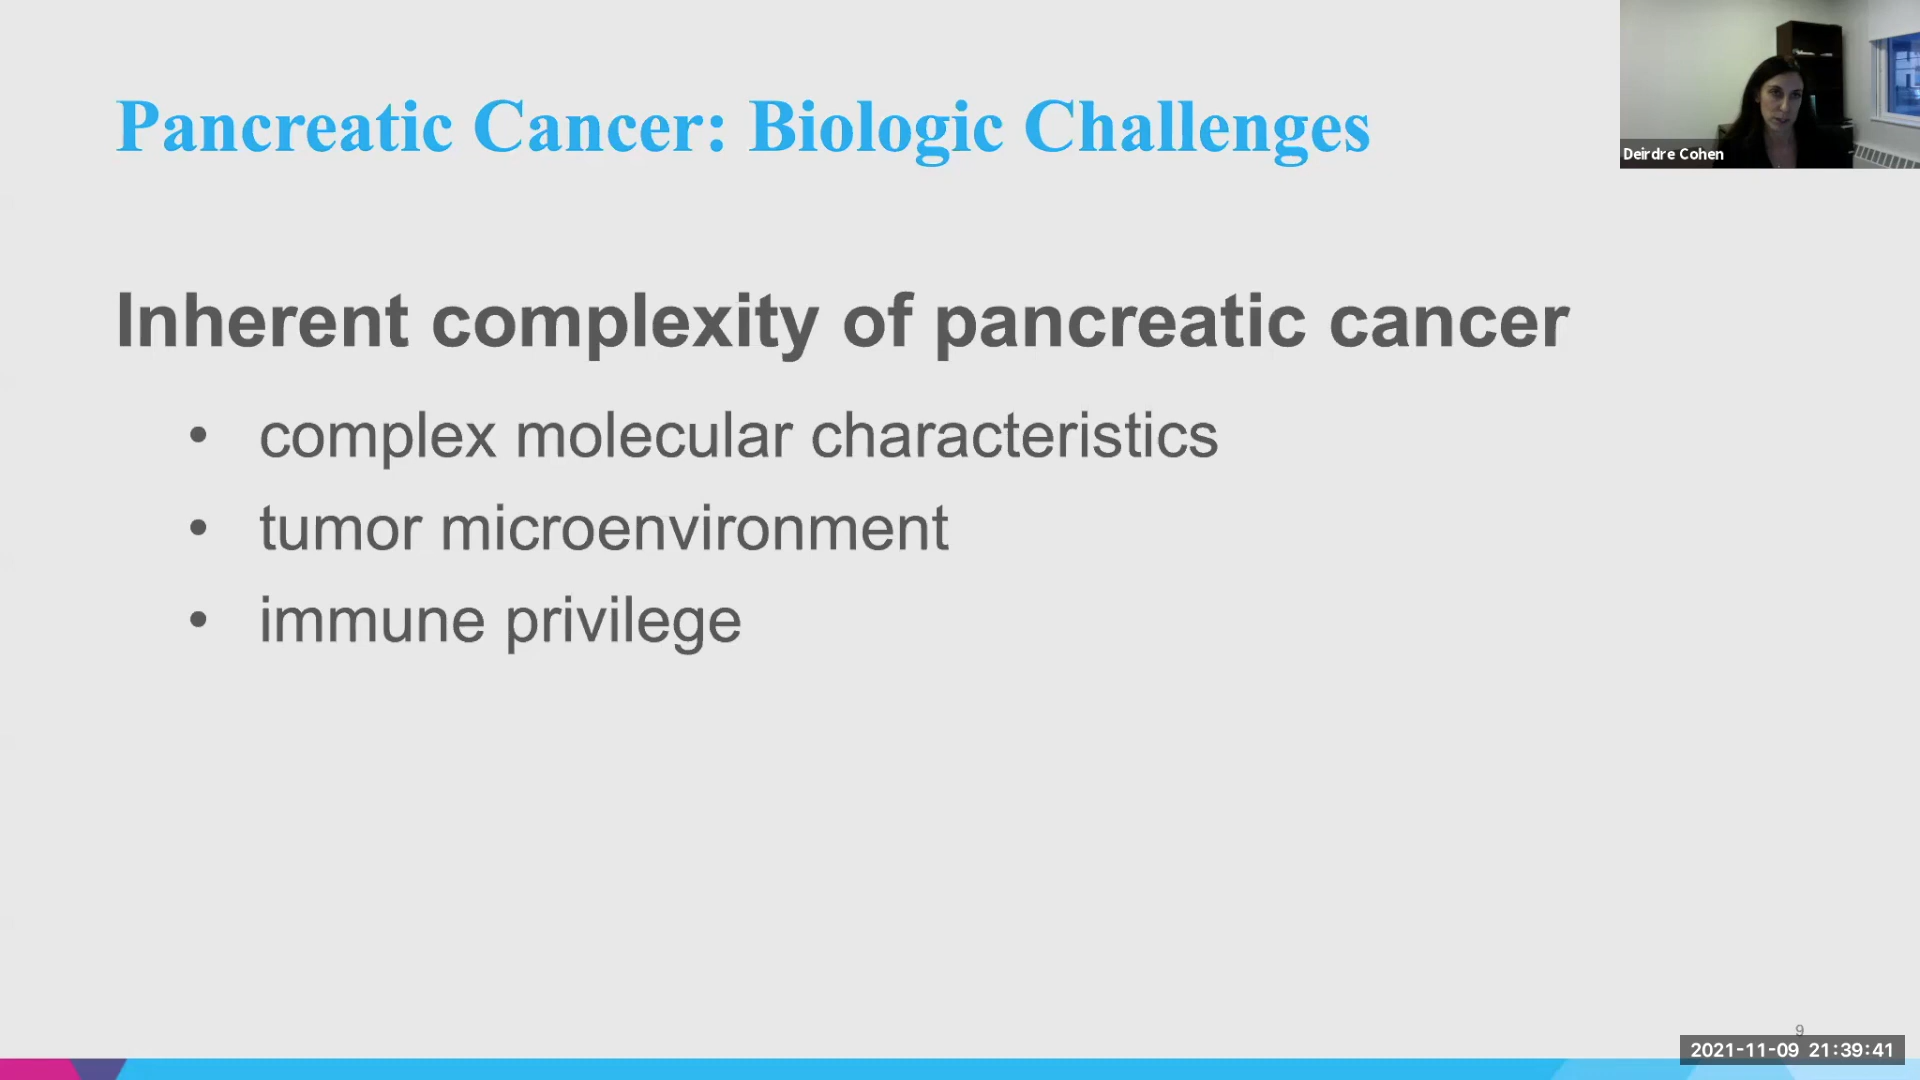 Pancreatic Cancer: Biologic Challenges
Deirdre Cohen
Inherent complexity of pancreatic cancer
• complex molecular characteristics
• tumor microenvironment
• immune privilege
9
2021-11-09 21:39:41